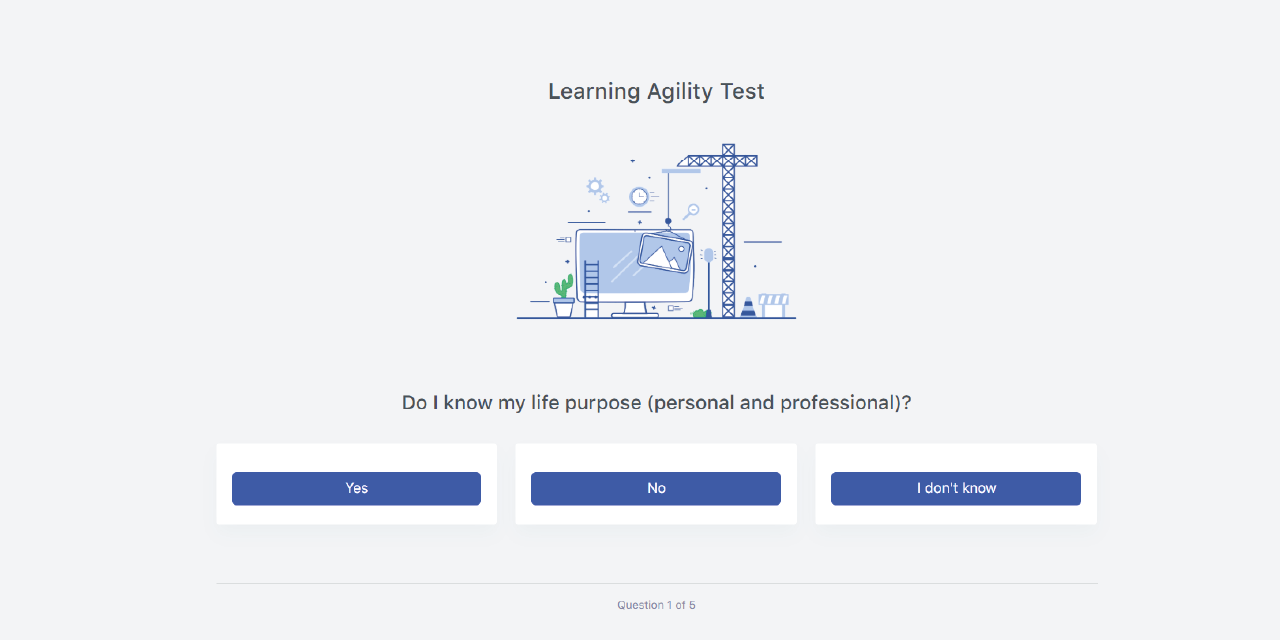 Learning Agility Test
Do I know my life purpose (personal and professional)?
Yes
No
I don't know
Question 1 of 5